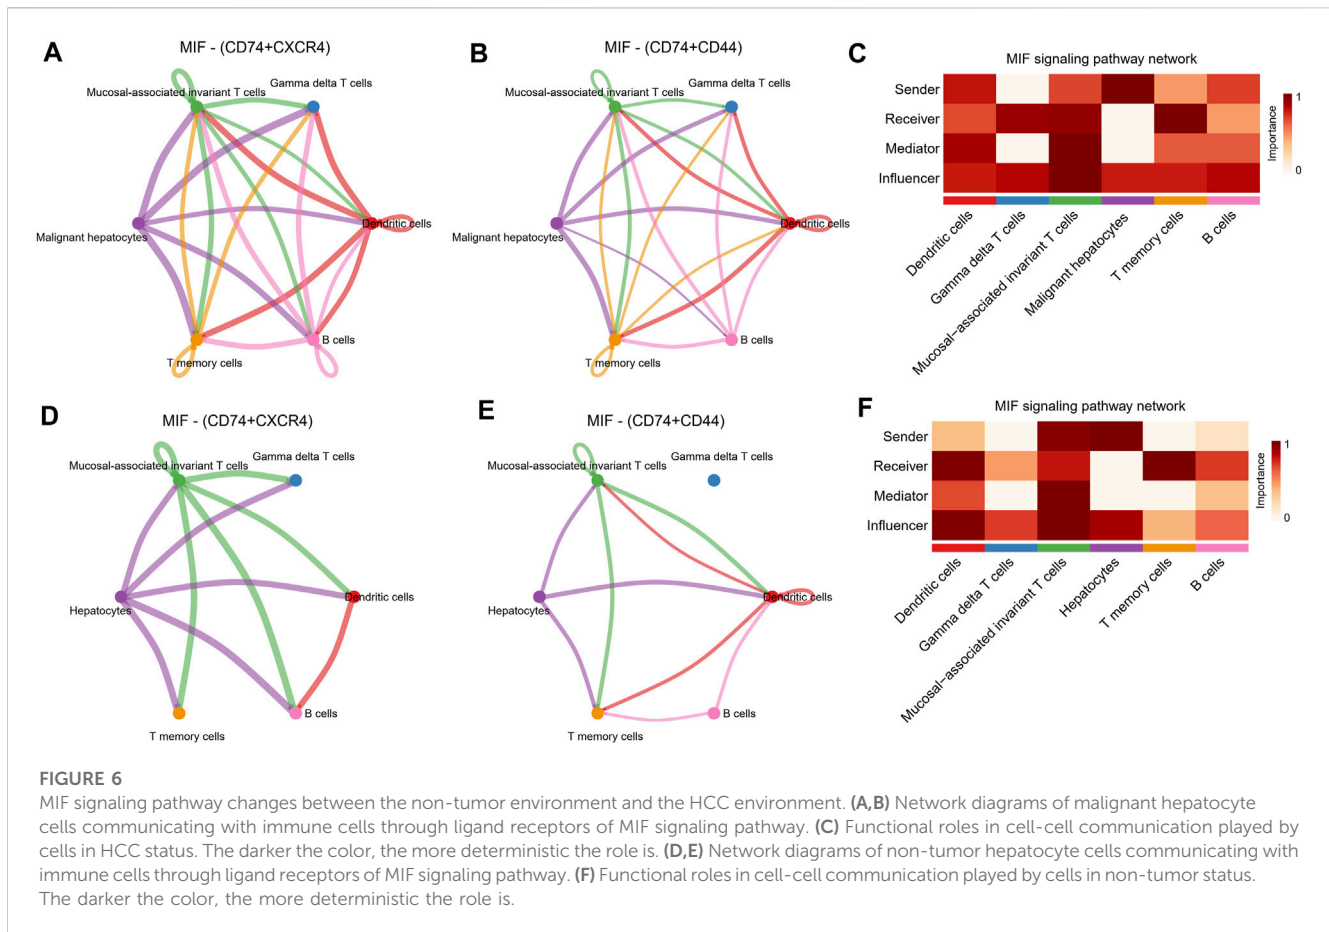 A
MIF - (CD74+CXCR4)
Mucosal-associated invariant T cells
Gamma delta T cells
Malignant hepatocytes
Dendritic cells
T memory cells
B cells
B
MIF - (CD74+CD44)
Gamma delta T cells
Mucosal-associated invariant T cells
Malignant hepatocytes
Dendritic cells
T memory cells
B cells
C
MIF signaling pathway network
Sender
Receiver
Mediator
Influencer
Dendritic cells
Gamma delta T cells
Mucosal-associated invariant T cells
Malignant hepatocytes
T memory cells
B cells
Importance
1
0
D
MIF - (CD74+CXCR4)
Mucosal-associated invariant T cells
Gamma delta T cells
Hepatocytes
Dendritic cells
T memory cells
B cells
E
MIF - (CD74+CD44)
Mucosal-associated invariant T cells
Gamma delta T cells
Hepatocytes
Dendritic cells
T memory cells
B cells
F
MIF signaling pathway network
Sender
Receiver
Mediator
Influencer
Dendritic cells
Gamma delta T cells
Mucosal-associated invariant T cells
Hepatocytes
T memory cells
B cells
Importance
1
0
FIGURE 6
MIF signaling pathway changes between the non-tumor environment and the HCC environment. (A,B) Network diagrams of malignant hepatocyte
cells communicating with immune cells through ligand receptors of MIF signaling pathway. (C) Functional roles in cell-cell communication played by
cells in HCC status. The darker the color, the more deterministic the role is. (D,E) Network diagrams of non-tumor hepatocyte cells communicating with
immune cells through ligand receptors of MIF signaling pathway. (F) Functional roles in cell-cell communication played by cells in non-tumor status.
The darker the color, the more deterministic the role is.